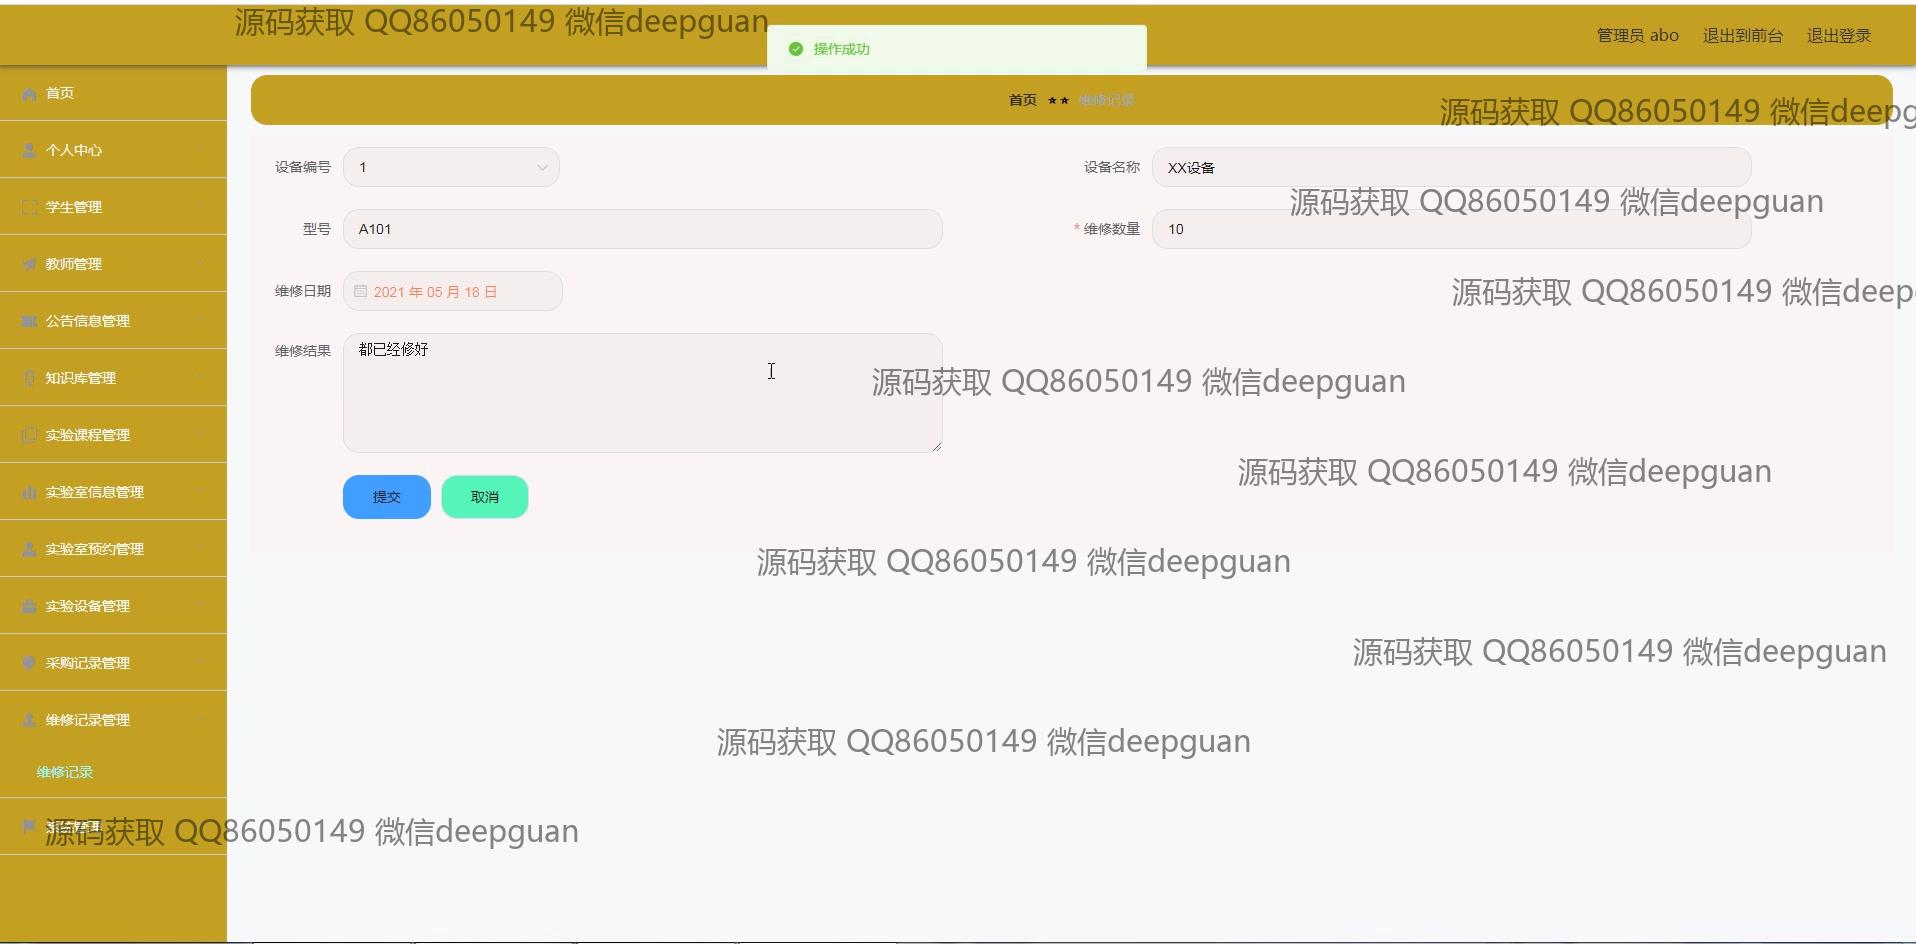 源码获取 QQ86050149 微信deepguan
操作成功
管理员 abo 退出到前台 退出登录
首页
首页 ★★ 维修记录
源码获取 QQ86050149 微信deepg
个人中心
设备编号 1
设备名称 XX设备
源码获取 QQ86050149 微信deepguan
学生管理
型号 A101
* 维修数量 10
教师管理
维修日期 2021 年 05 月 18 日
源码获取 QQ86050149 微信deep
公告信息管理
维修结果 都已经修好
知识库管理
源码获取 QQ86050149 微信deepguan
实验课程管理
源码获取 QQ86050149 微信deepguan
实验室信息管理
提交 取消
实验室预约管理
源码获取 QQ86050149 微信deepguan
实验设备管理
采购记录管理
源码获取 QQ86050149 微信deepguan
维修记录管理
源码获取 QQ86050149 微信deepguan
维修记录
源码获取 QQ86050149 微信deepguan